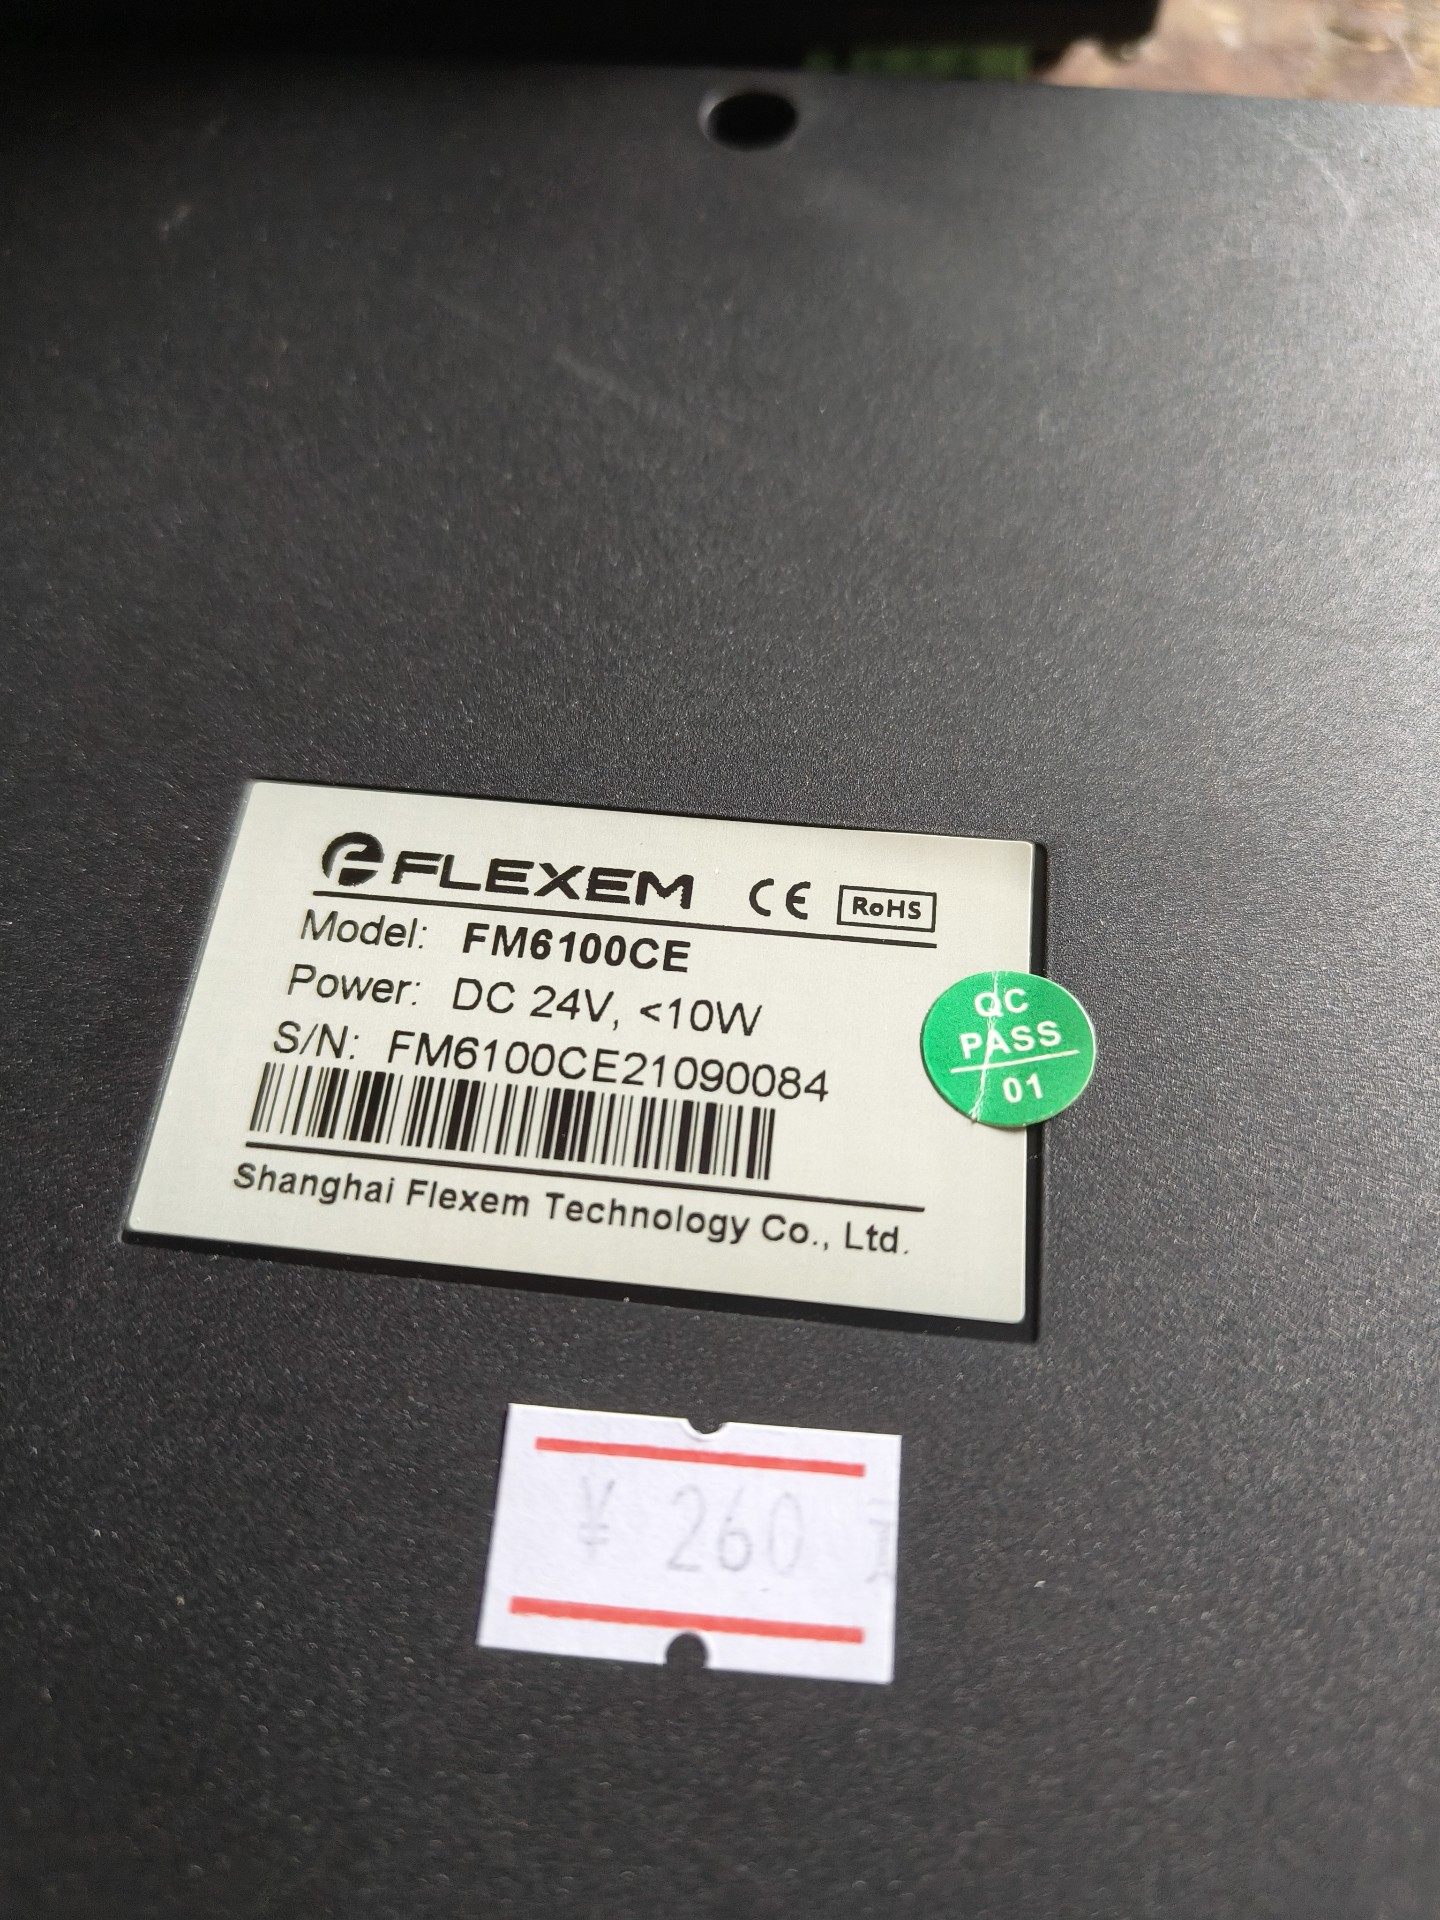 FLEXEM CE RoHS
Model: FM6100CE
Power: DC 24V, <10W
S/N: FM6100CE21090084
Shanghai Flexem Technology Co., Ltd.
QC
PASS
01
¥ 260